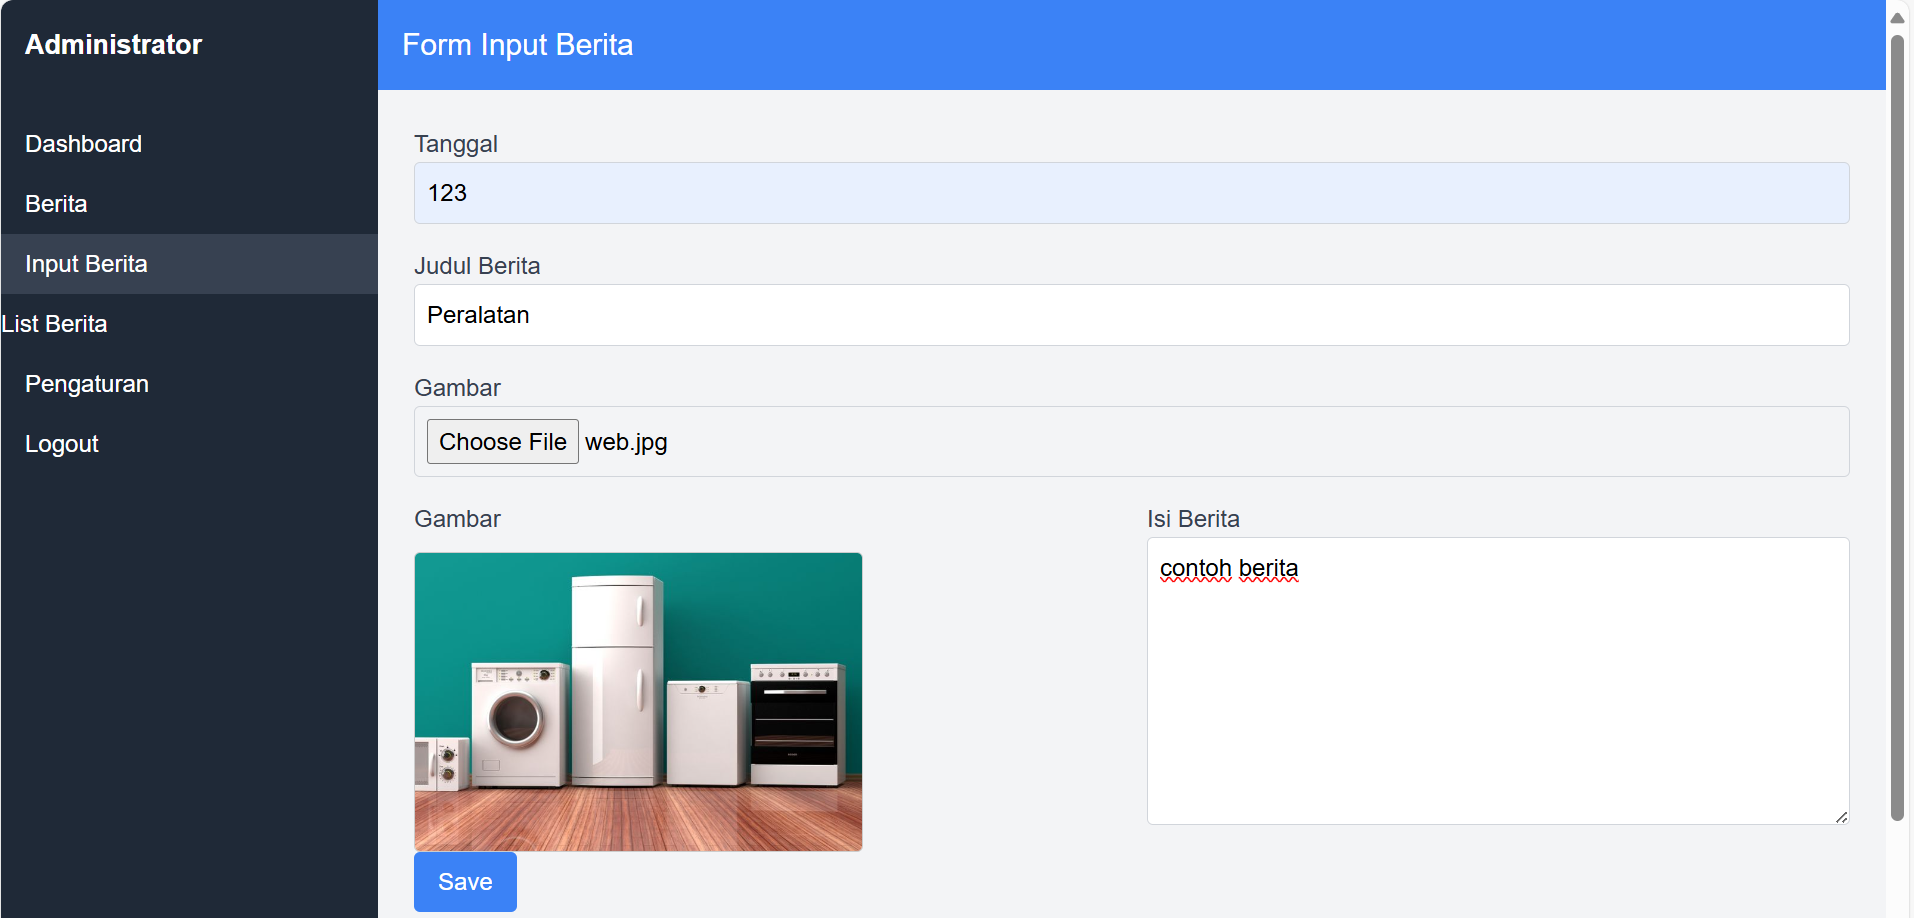 Administrator
Dashboard
Berita
Input Berita
List Berita
Pengaturan
Logout
Form Input Berita
Tanggal
123
Judul Berita
Peralatan
Gambar
Choose File web.jpg
Gambar
Isi Berita
contoh berita
Save